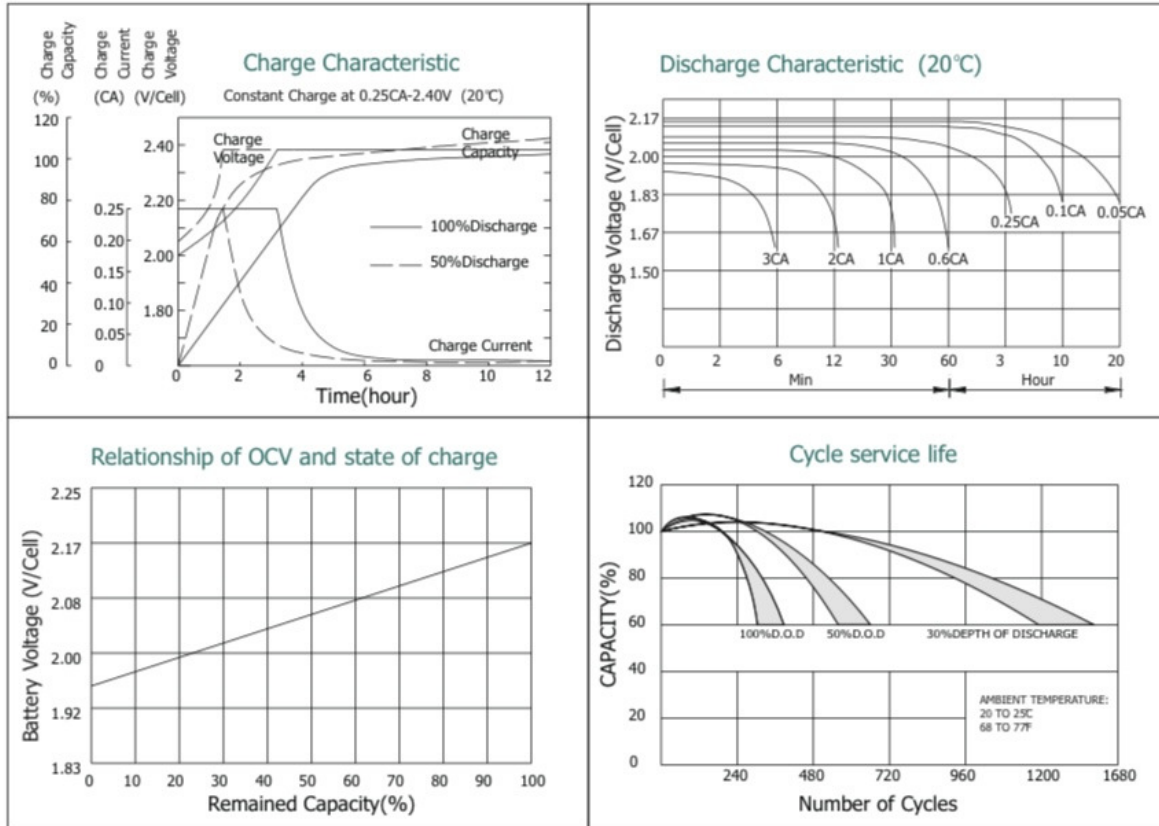 Charge Capacity
Charge Current
Charge Voltage
(%) (CA) (V/Cell)
Charge Characteristic
Constant Charge at 0.25CA-2.40V (20℃)
120
100
80
60
40
20
0
0.25
0.20
0.15
0.10
0.05
0
2.40
2.20
2.00
1.80
Charge Voltage
Charge Capacity
100%Discharge
50%Discharge
Charge Current
0 2 4 6 8 10 12
Time(hour)
Discharge Characteristic (20℃)
Discharge Voltage (V/Cell)
2.17
2.00
1.83
1.67
1.50
3CA 2CA 1CA 0.6CA 0.25CA 0.1CA 0.05CA
0 2 6 12 30 60 3 10 20
Min Hour
Relationship of OCV and state of charge
Battery Voltage (V/Cell)
2.25
2.17
2.08
2.00
1.92
1.83
0 10 20 30 40 50 60 70 80 90 100
Remained Capacity(%)
Cycle service life
CAPACITY(%)
120
100
80
60
40
20
0
100%D.O.D 50%D.O.D 30%DEPTH OF DISCHARGE
AMBIENT TEMPERATURE:
20 TO 25℃
68 TO 77℉
240 480 720 960 1200 1680
Number of Cycles